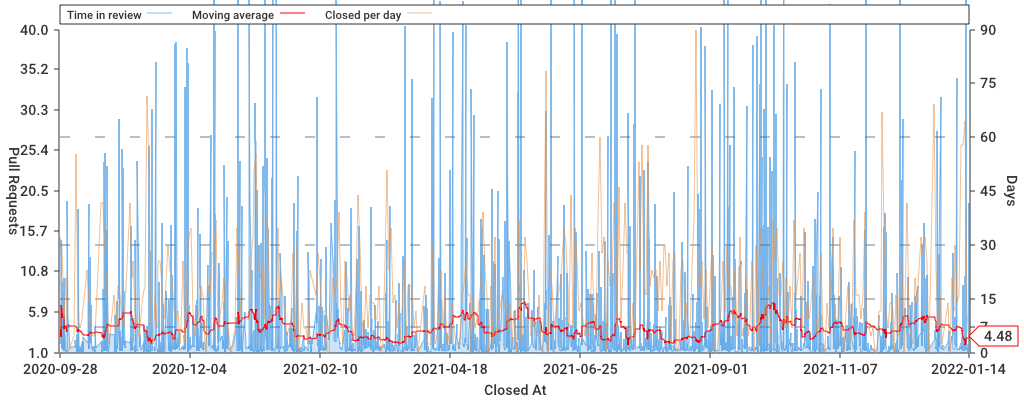 Time in review Moving average Closed per day
40.0 90
35.2 75
30.3 60
25.4 45
20.5 30
15.7 15
10.8 7
5.9 0
1.0
4.48
Pull Requests
Days
2020-09-28 2020-12-04 2021-02-10 2021-04-18 2021-06-25 2021-09-01 2021-11-07 2022-01-14
Closed At